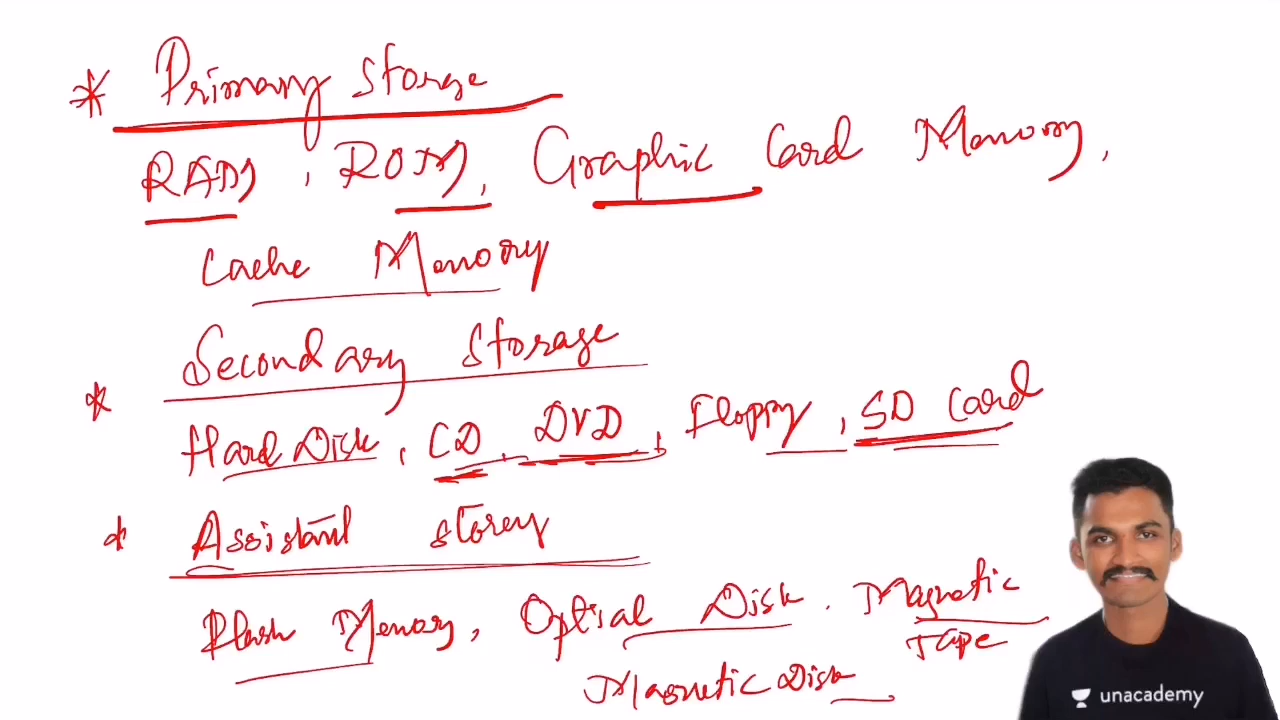 * Primary Storage
RAM, ROM, Graphic Card Memory,
Cache Memory
* Secondary Storage
Hard Disk, CD, DVD, Floppy, SD Card
* Assistant
Flash Memory, Optical Disk. Magnetic
Tape
Magnetic Disk
unacademy